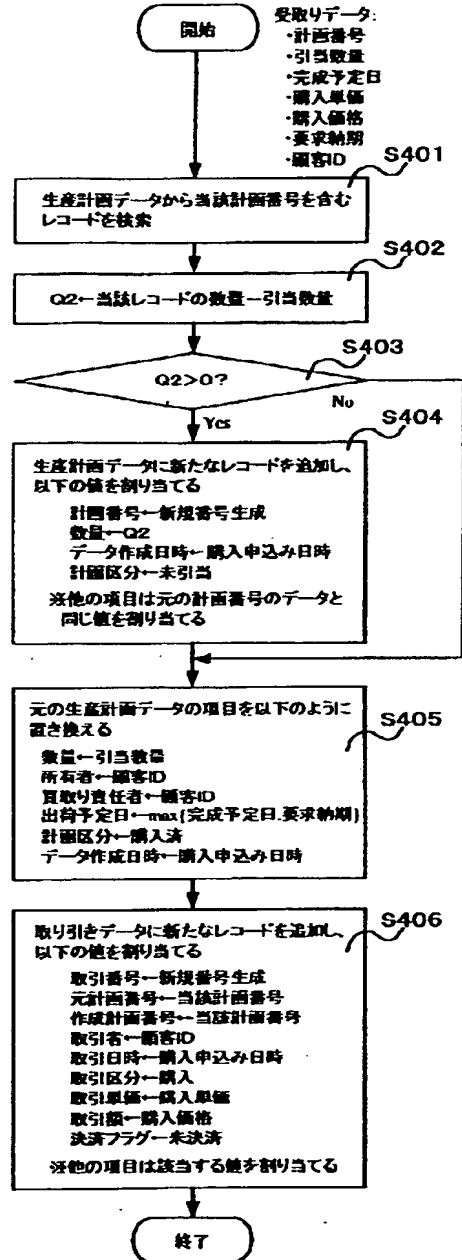 開始
受取りデータ:
・計画番号
・引当数量
・完成予定日
・購入単価
・購入価格
・要求納期
・顧客ID
S401
生産計画データから当該計画番号を含む
レコードを検索
S402
Q2←当該レコードの数量ー引当数量
S403
Q2>0?
No
Yes
S404
生産計画データに新たなレコードを追加し、
以下の値を割り当てる
計画番号←新規番号生成
数量←Q2
データ作成日時←購入申込み日時
計画区分←未引当
※他の項目は元の計画番号のデータと
同じ値を割り当てる
S405
元の生産計画データの項目を以下のように
置き換える
数量←引当数量
所有者←顧客ID
買取り責任者←顧客ID
出荷予定日←max{完成予定日,要求納期}
計画区分←購入済
データ作成日時←購入申込み日時
S406
取り引きデータに新たなレコードを追加し、
以下の値を割り当てる
取引番号←新規番号生成
元計画番号←当該計画番号
作成計画番号←当該計画番号
取引者←顧客ID
取引日時←購入申込み日時
取引区分←購入
取引単価←購入単価
取引額←購入価格
決済フラグ←未決済
※他の項目は該当する値を割り当てる
終了